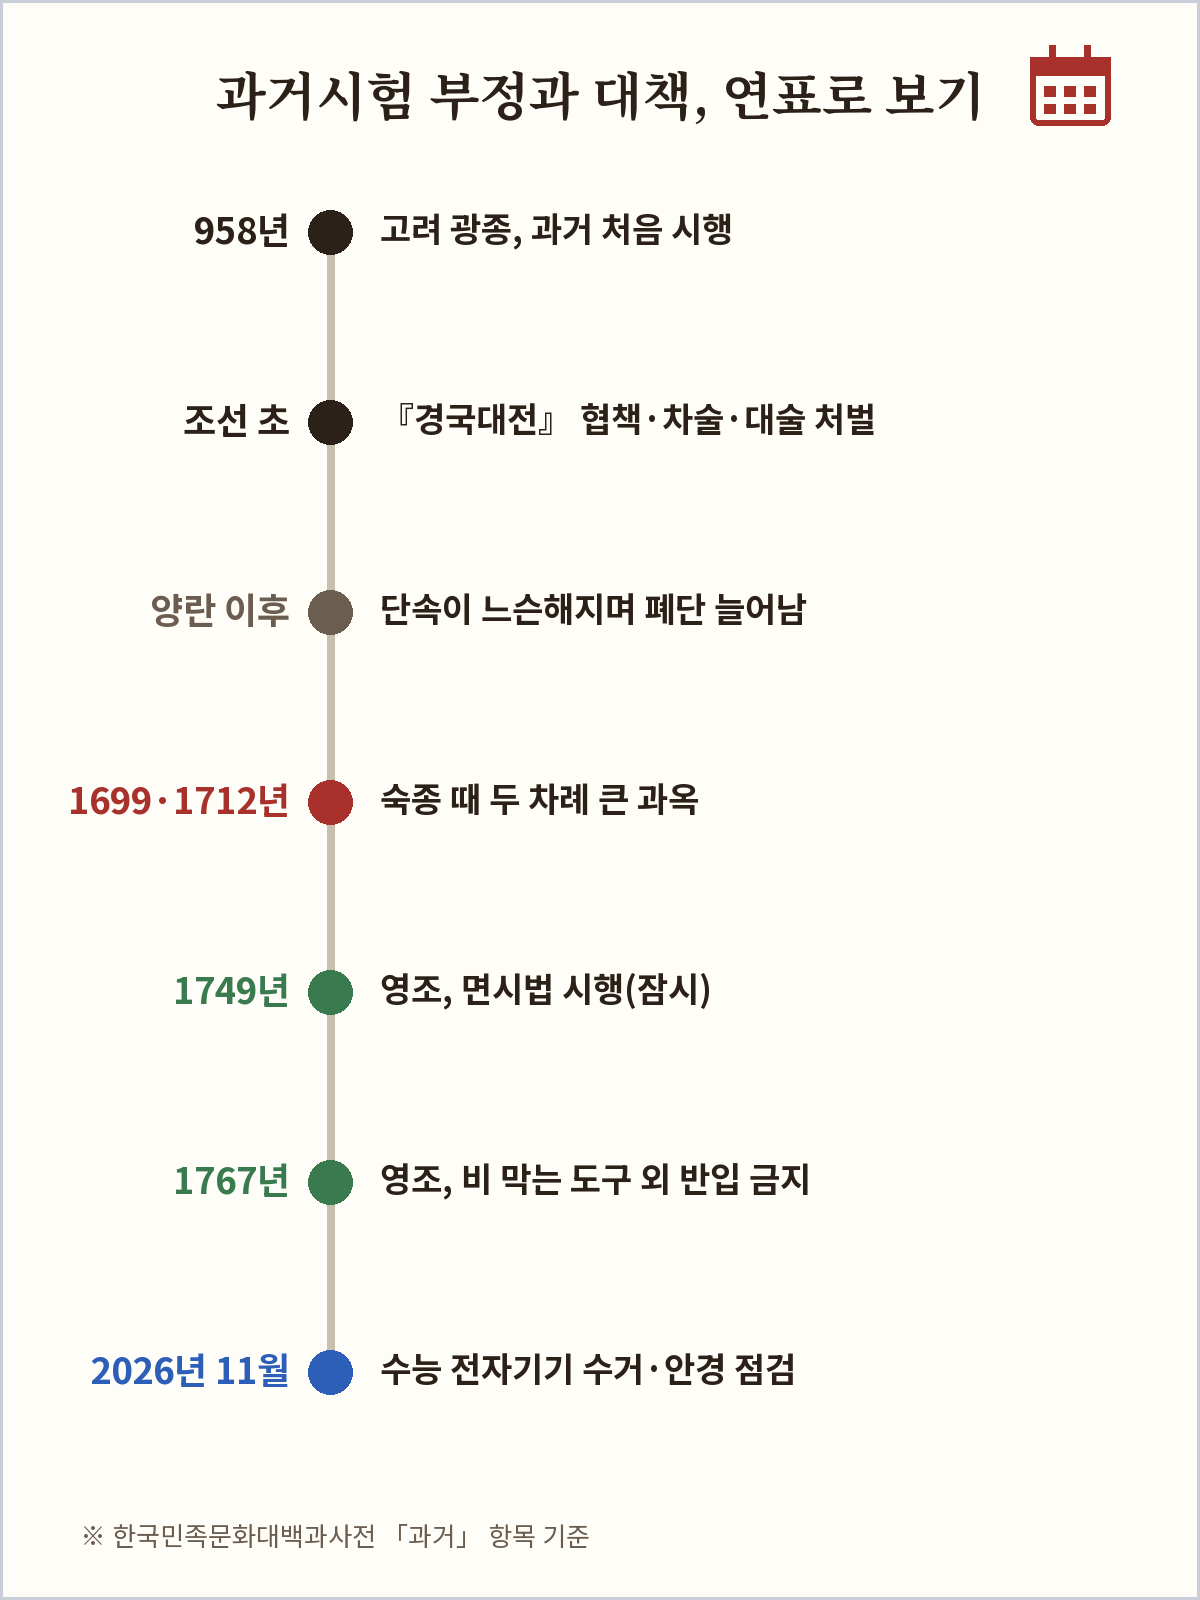 과거시험 부정과 대책, 연표로 보기
958년 고려 광종, 과거 처음 시행
조선 초 『경국대전』 협책·차술·대술 처벌
양란 이후 단속이 느슨해지며 폐단 늘어남
1699·1712년 숙종 때 두 차례 큰 과옥
1749년 영조, 면시법 시행(잠시)
1767년 영조, 비 막는 도구 외 반입 금지
2026년 11월 수능 전자기기 수거·안경 점검
※ 한국민족문화대백과사전 「과거」 항목 기준